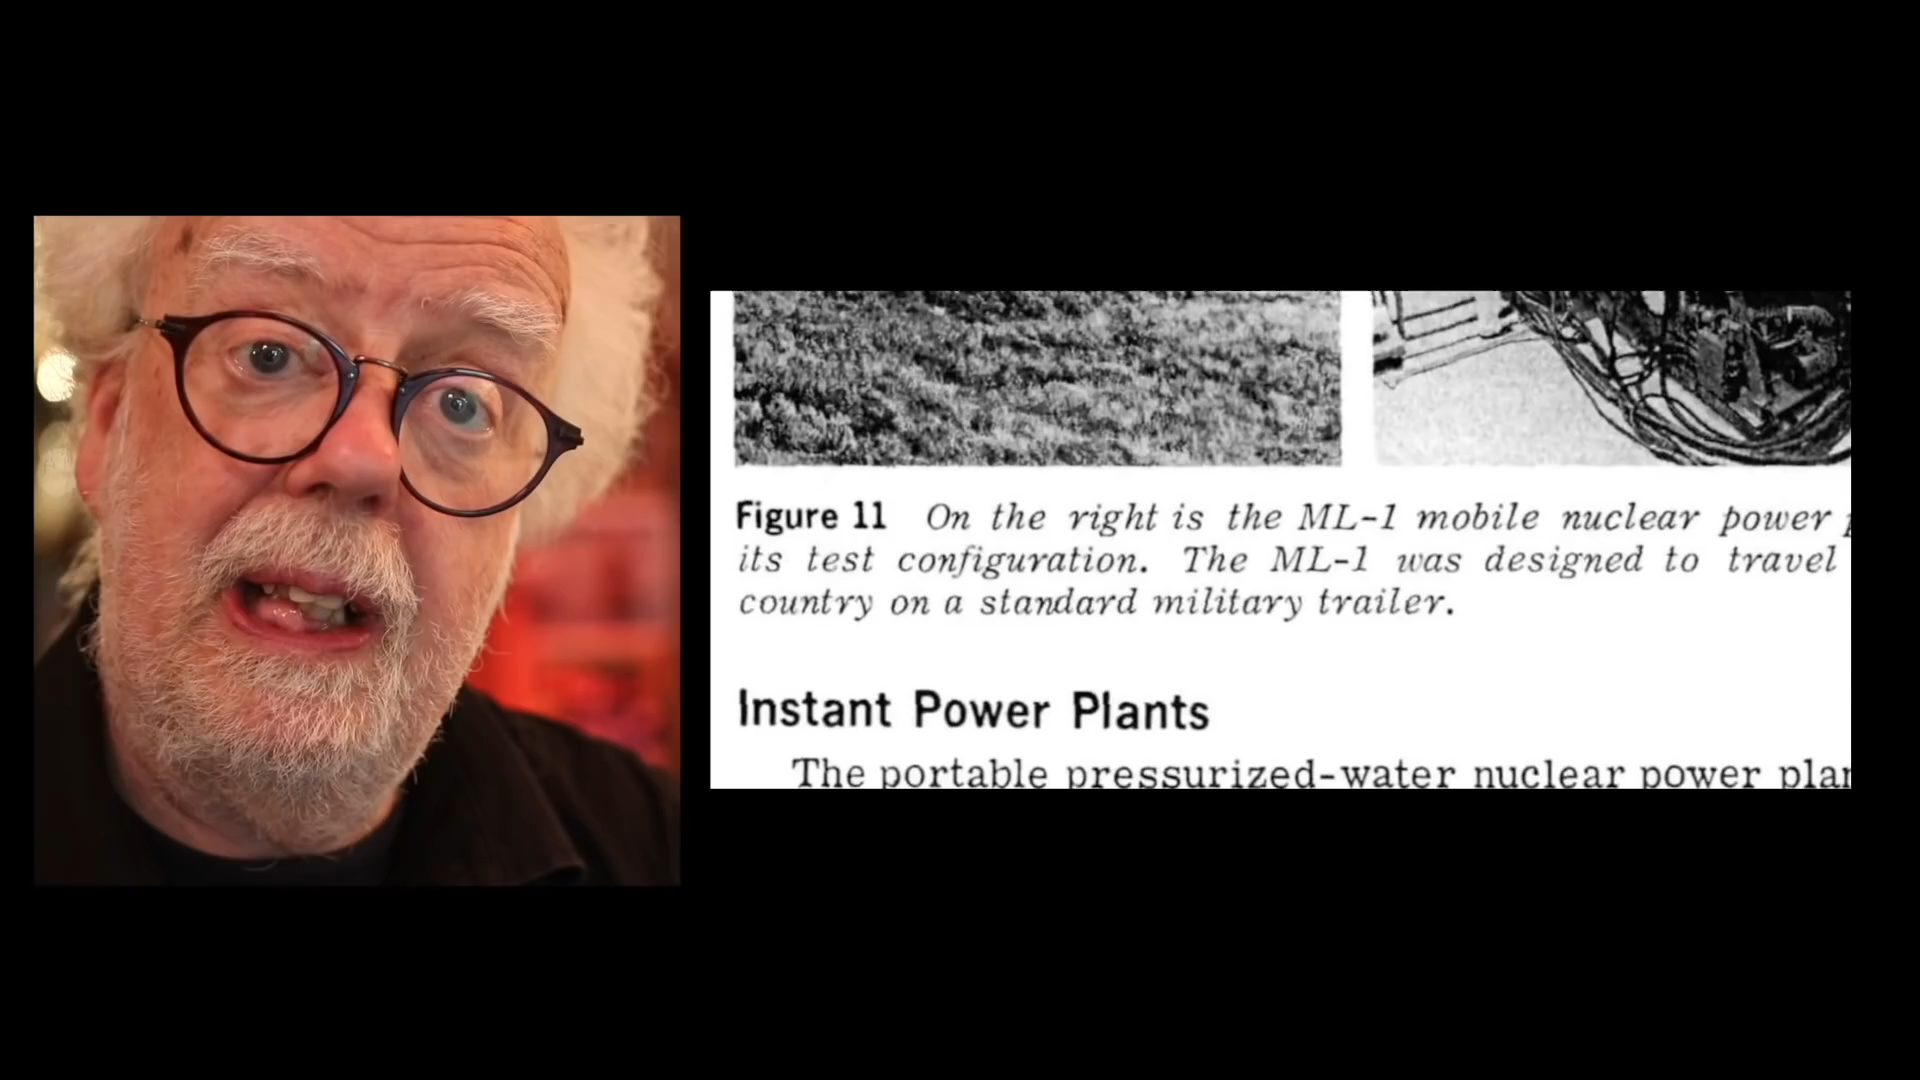 Figure 11 On the right is the ML-1 mobile nuclear power
its test configuration. The ML-1 was designed to travel
country on a standard military trailer.
Instant Power Plants
The portable pressurized-water nuclear power